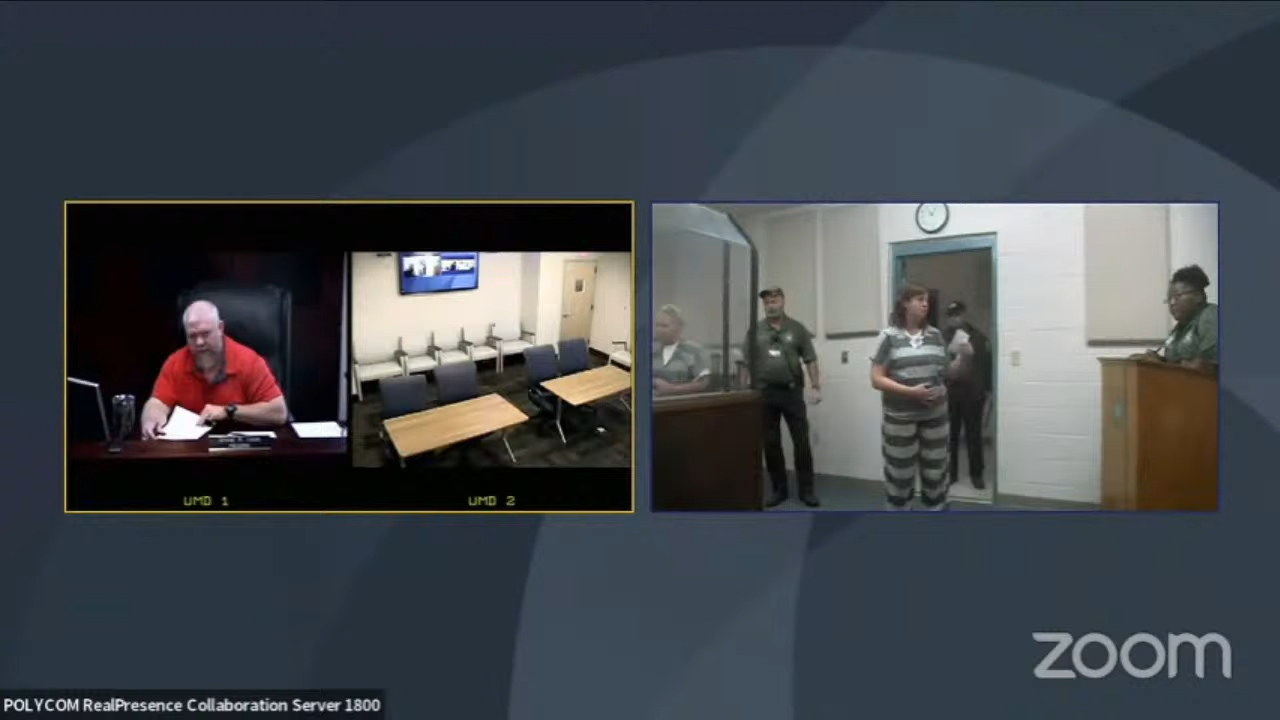 UMD 1
UMD 2
zoom
POLYCOM RealPresence Collaboration Server 1800